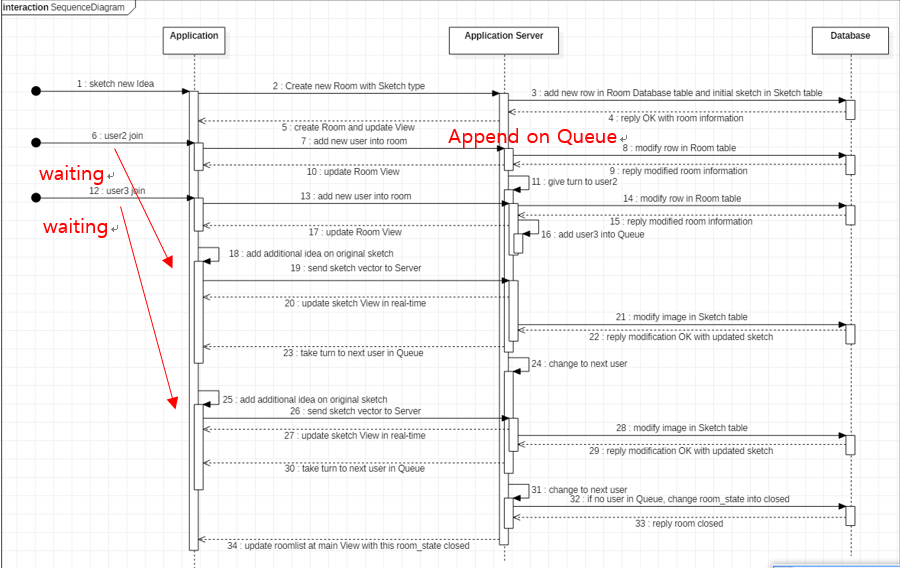 interaction SequenceDiagram
Application
Application Server
Database
1 : sketch new Idea
2 : Create new Room with Sketch type
3 : add new row in Room Database table and initial sketch in Sketch table
4 : reply OK with room information
5 : create Room and update View
Append on Queue
6 : user2 join
7 : add new user into room
8 : modify row in Room table
9 : reply modified room information
10 : update Room View
waiting
11 : give turn to user2
12 : user3 join
13 : add new user into room
14 : modify row in Room table
15 : reply modified room information
waiting
17 : update Room View
16 : add user3 into Queue
18 : add additional idea on original sketch
19 : send sketch vector to Server
20 : update sketch View in real-time
21 : modify image in Sketch table
22 : reply modification OK with updated sketch
23 : take turn to next user in Queue
24 : change to next user
25 : add additional idea on original sketch
26 : send sketch vector to Server
27 : update sketch View in real-time
28 : modify image in Sketch table
29 : reply modification OK with updated sketch
30 : take turn to next user in Queue
31 : change to next user
32 : if no user in Queue, change room_state into closed
33 : reply room closed
34 : update roomlist at main View with this room_state closed